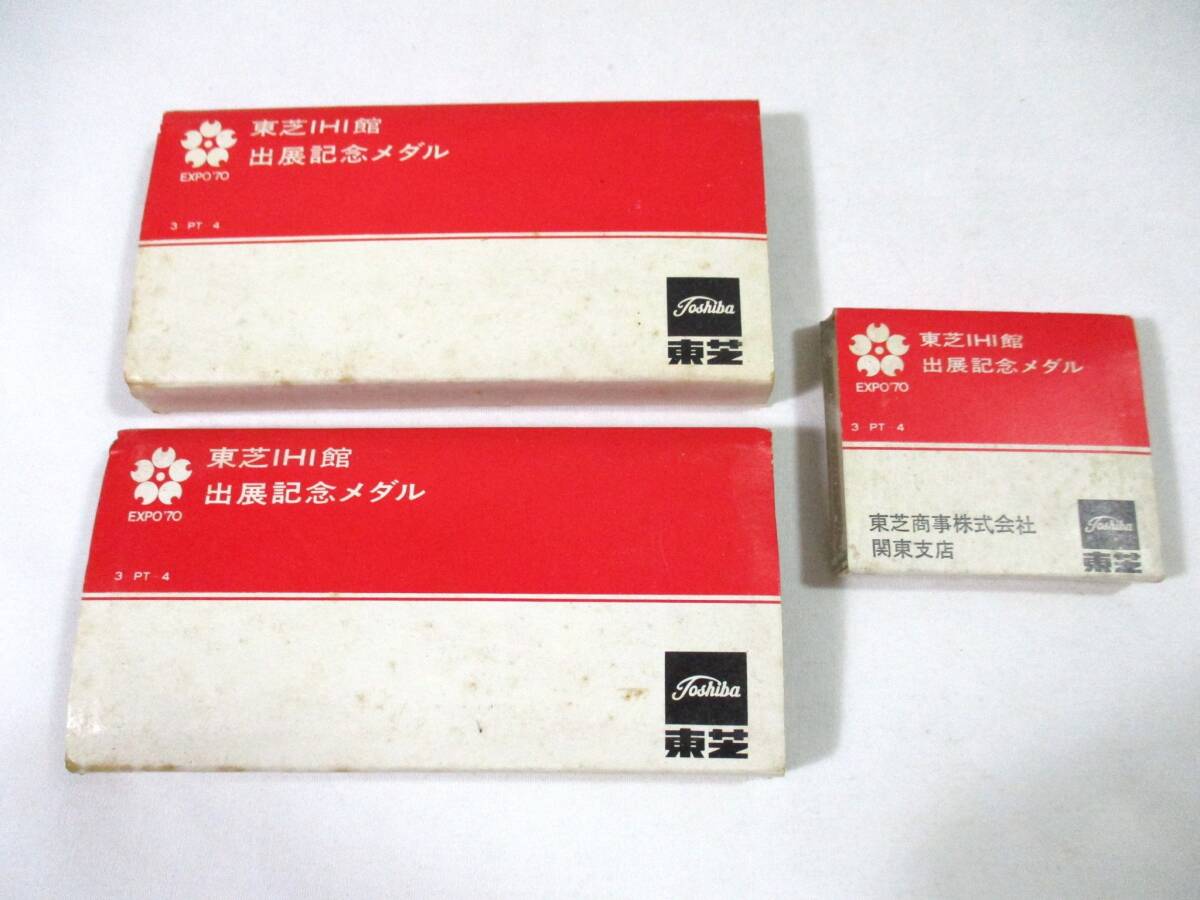 東芝IHI館
出展記念メダル
EXPO'70
3 PT 4
Toshiba
東芝
東芝IHI館
出展記念メダル
EXPO'70
3 PT 4
Toshiba
東芝
東芝IHI館
出展記念メダル
EXPO'70
3 PT 4
東芝商事株式会社
関東支店
Toshiba
東芝